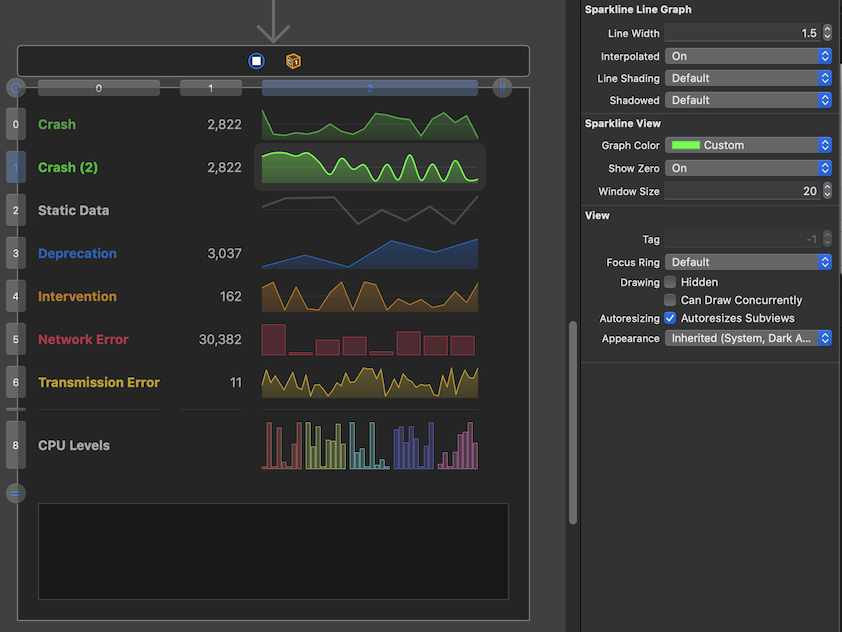 0 1 2
0 Crash 2,822
1 Crash (2) 2,822
2 Static Data
3 Deprecation 3,037
4 Intervention 162
5 Network Error 30,382
6 Transmission Error 11
8 CPU Levels
Sparkline Line Graph
Line Width 1.5
Interpolated On
Line Shading Default
Shadowed Default
Sparkline View
Graph Color Custom
Show Zero On
Window Size 20
View
Tag -1
Focus Ring Default
Drawing Hidden
Can Draw Concurrently
Autoresizing Autoresizes Subviews
Appearance Inherited (System, Dark A...